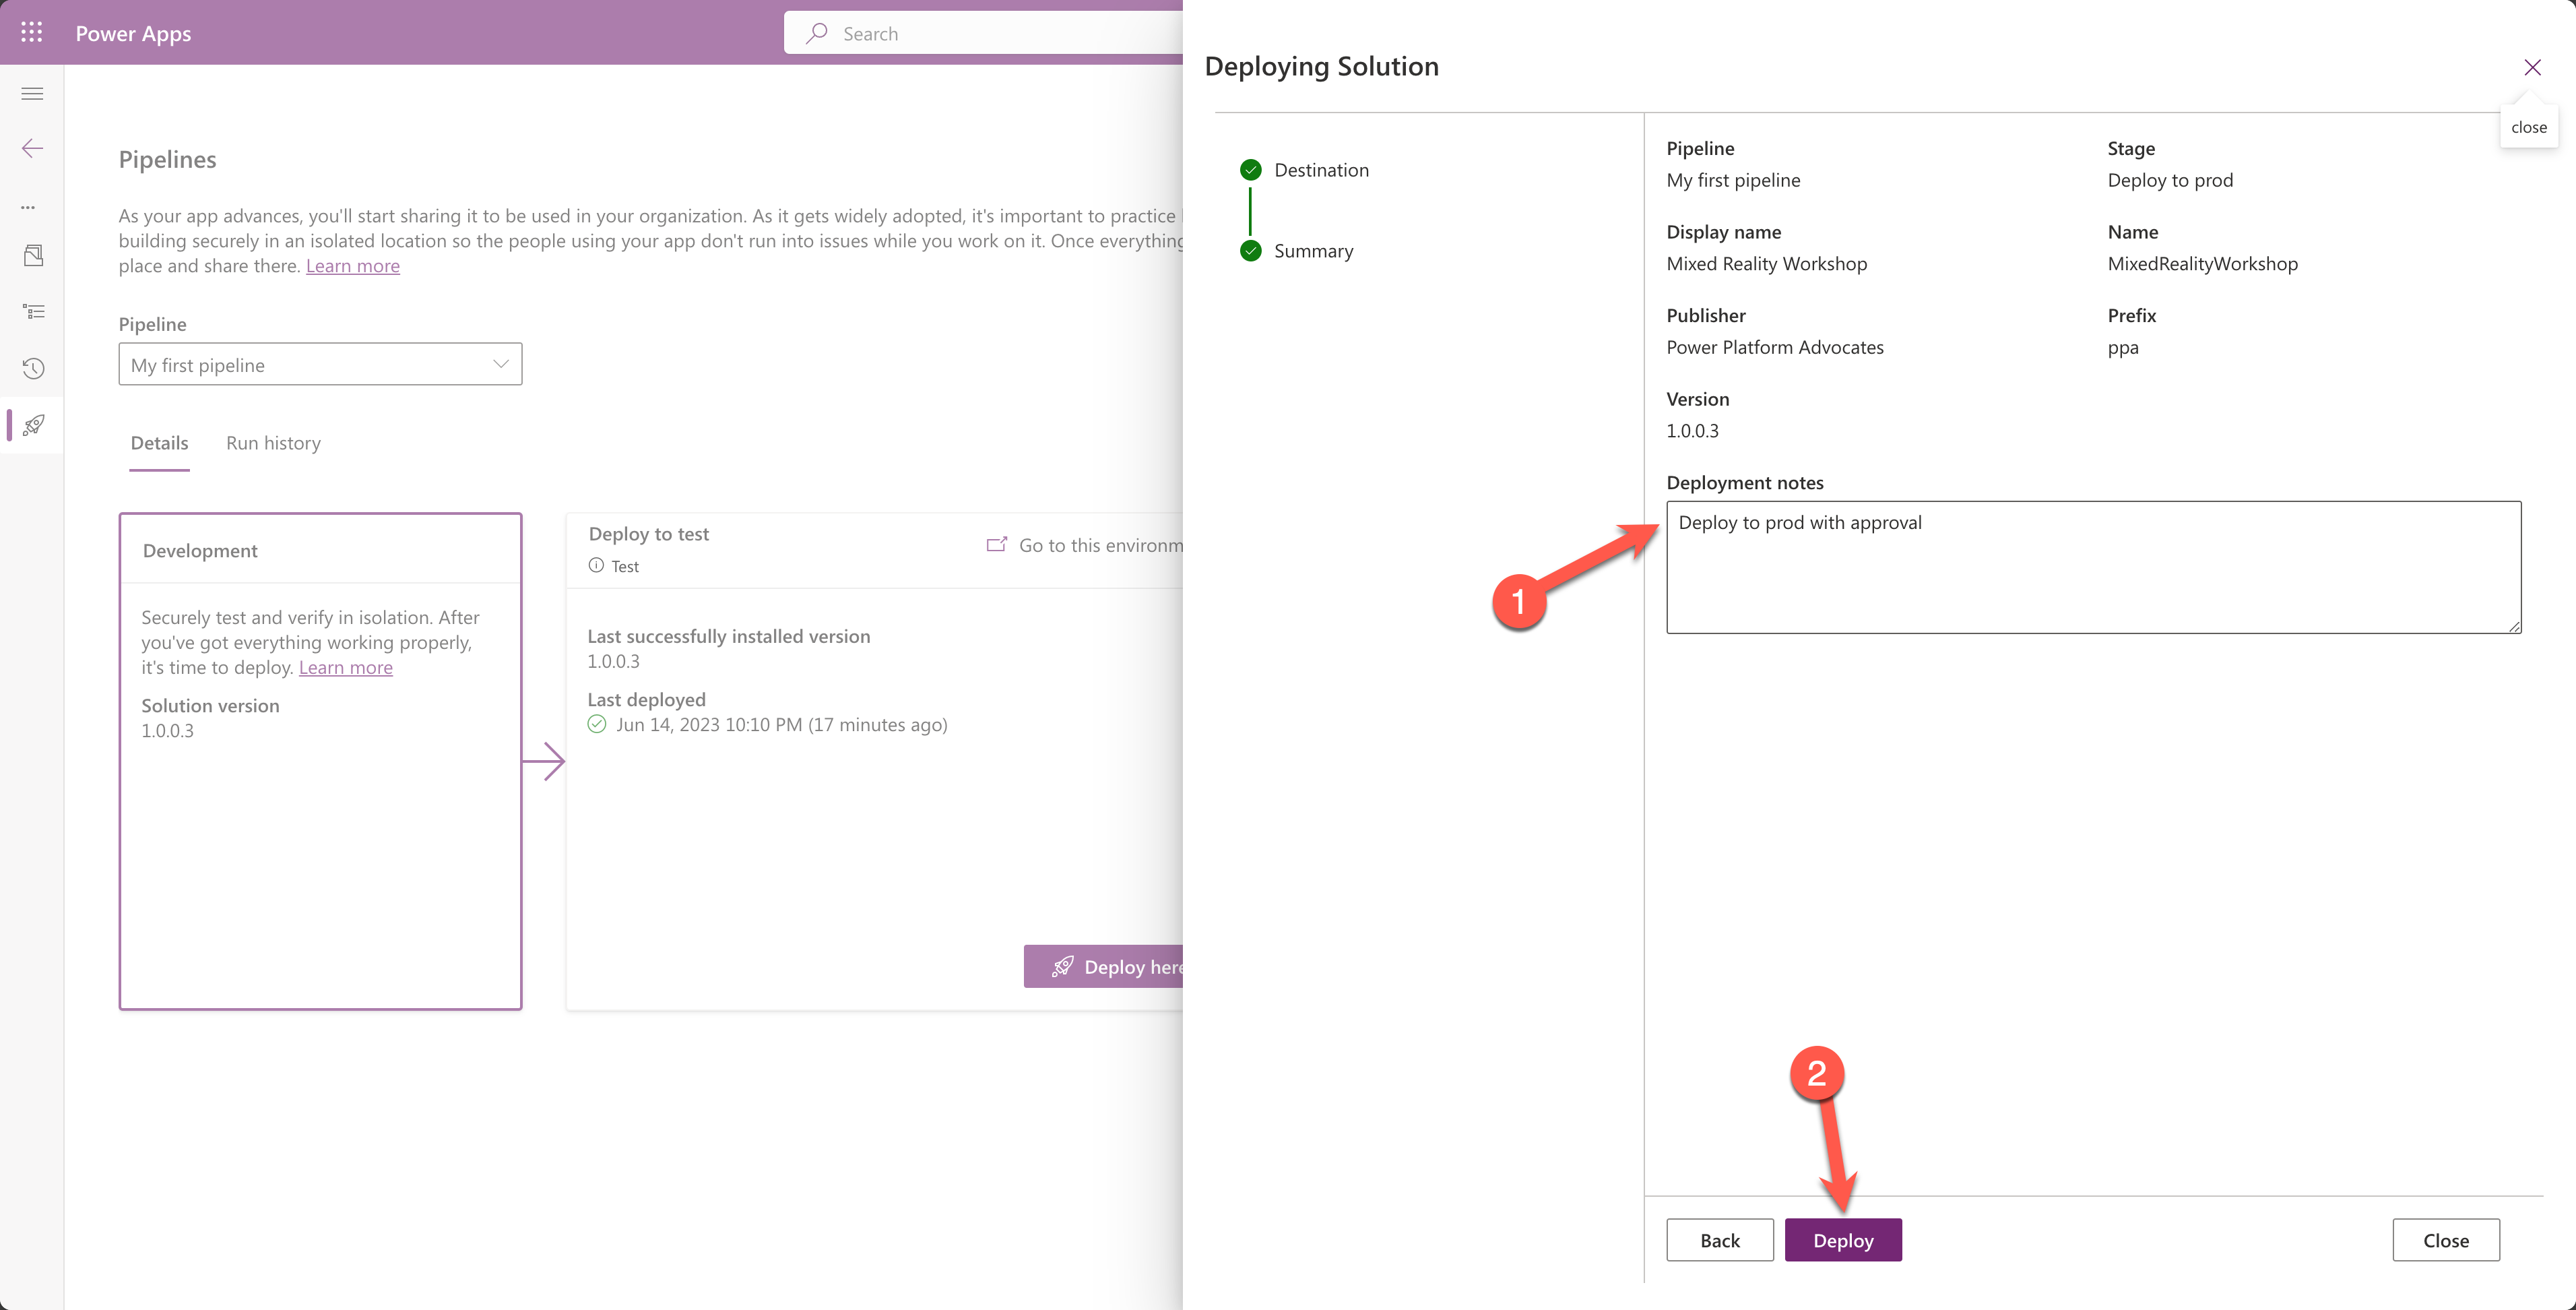 Power Apps
Search
Pipelines
As your app advances, you'll start sharing it to be used in your organization. As it gets widely adopted, it's important to practice
building securely in an isolated location so the people using your app don't run into issues while you work on it. Once everything
place and share there. Learn more
Pipeline
My first pipeline
Details
Run history
Development
Securely test and verify in isolation. After
you've got everything working properly,
it's time to deploy. Learn more
Solution version
1.0.0.3
Deploy to test
Test
Go to this environm
Last successfully installed version
1.0.0.3
Last deployed
Jun 14, 2023 10:10 PM (17 minutes ago)
Deploy here
Deploying Solution
close
Destination
Summary
Pipeline
My first pipeline
Stage
Deploy to prod
Display name
Mixed Reality Workshop
Name
MixedRealityWorkshop
Publisher
Power Platform Advocates
Prefix
ppa
Version
1.0.0.3
Deployment notes
Deploy to prod with approval
1
2
Back
Deploy
Close